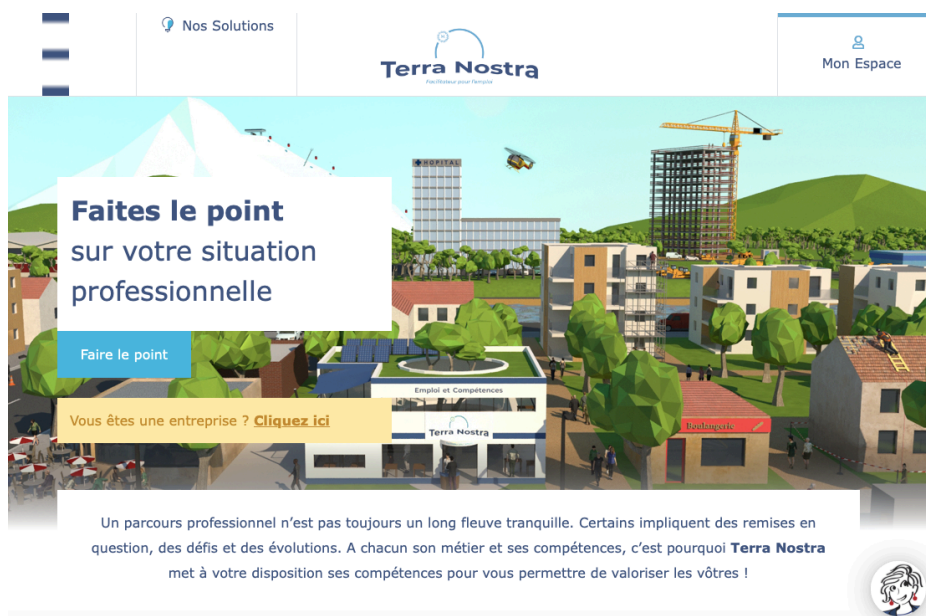 Nos Solutions
Terra Nostra
Facilitateur pour l'emploi
Mon Espace
HOPITAL
Faites le point
sur votre situation
professionnelle
Faire le point
Emploi et Compétences
Vous êtes une entreprise ? Cliquez ici
Terra Nostra
Boulangerie
Un parcours professionnel n’est pas toujours un long fleuve tranquille. Certains impliquent des remises en
question, des défis et des évolutions. A chacun son métier et ses compétences, c’est pourquoi Terra Nostra
met à votre disposition ses compétences pour vous permettre de valoriser les vôtres !